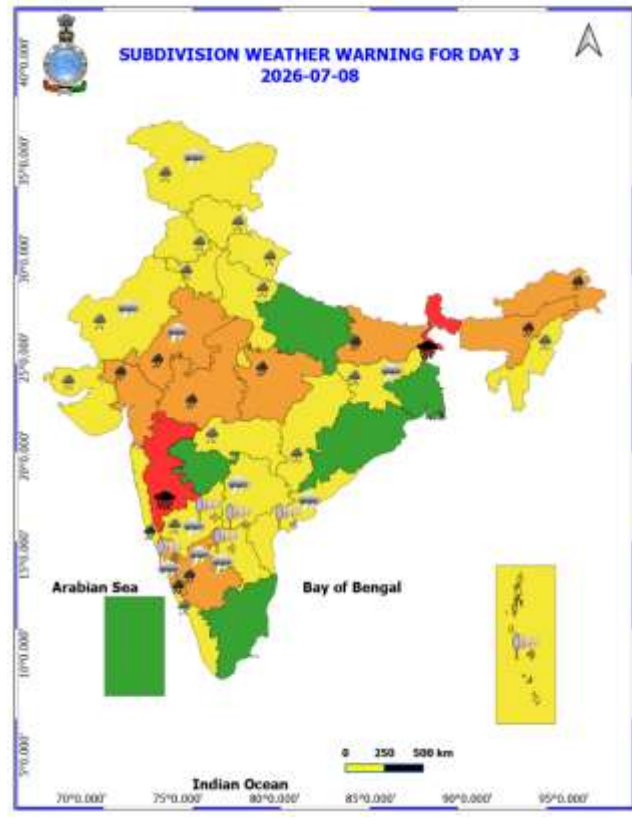 SUBDIVISION WEATHER WARNING FOR DAY 3
2026-07-08
40°0.000'
35°0.000'
30°0.000'
25°0.000'
20°0.000'
15°0.000'
10°0.000'
5°0.000'
Arabian Sea
Bay of Bengal
0 250 500 km
Indian Ocean
70°0.000' 75°0.000' 80°0.000' 85°0.000' 90°0.000' 95°0.000'